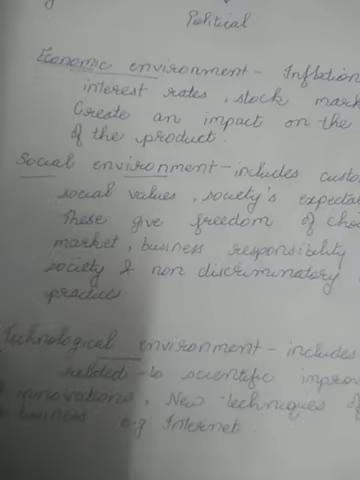 Political
Economic environment - Inflation
interest rates, stock mark
Create an impact on the
of the product.
Social environment - includes custo
social values, society's expecta
These give freedom of cho
market, business responsibility
society & non discriminatory
practices.
Technological environment - includes
related to scientific improv
innovations, New techniques of
business e.g Internet.